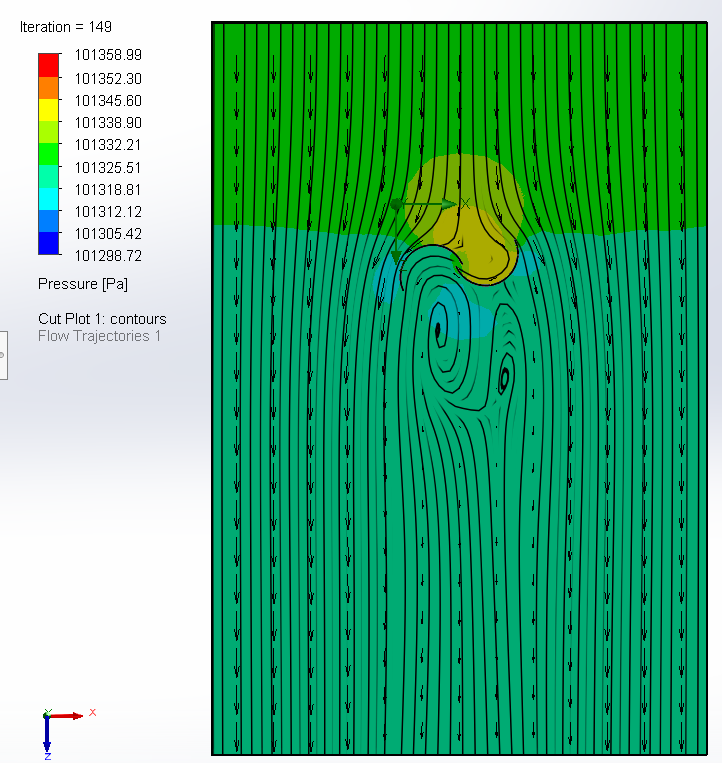 Iteration = 149
101358.99
101352.30
101345.60
101338.90
101332.21
101325.51
101318.81
101312.12
101305.42
101298.72
Pressure [Pa]
Cut Plot 1: contours
Flow Trajectories 1
X
Y
X
Z